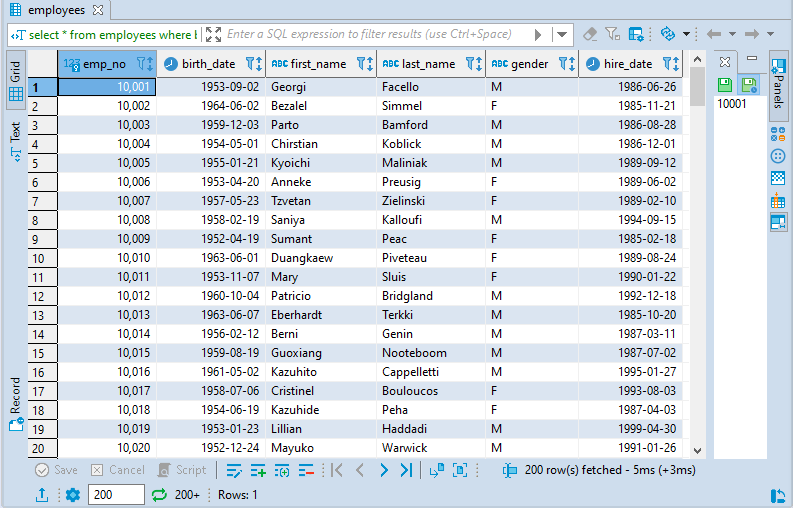 employees
select * from employees where b Enter a SQL expression to filter results (use Ctrl+Space)
Grid
Text
Record
123 emp_no birth_date ABC first_name ABC last_name ABC gender hire_date
1 10,001 1953-09-02 Georgi Facello M 1986-06-26
2 10,002 1964-06-02 Bezalel Simmel F 1985-11-21
3 10,003 1959-12-03 Parto Bamford M 1986-08-28
4 10,004 1954-05-01 Chirstian Koblick M 1986-12-01
5 10,005 1955-01-21 Kyoichi Maliniak M 1989-09-12
6 10,006 1953-04-20 Anneke Preusig F 1989-06-02
7 10,007 1957-05-23 Tzvetan Zielinski F 1989-02-10
8 10,008 1958-02-19 Saniya Kalloufi M 1994-09-15
9 10,009 1952-04-19 Sumant Peac F 1985-02-18
10 10,010 1963-06-01 Duangkaew Piveteau F 1989-08-24
11 10,011 1953-11-07 Mary Sluis F 1990-01-22
12 10,012 1960-10-04 Patricio Bridgland M 1992-12-18
13 10,013 1963-06-07 Eberhardt Terkki M 1985-10-20
14 10,014 1956-02-12 Berni Genin M 1987-03-11
15 10,015 1959-08-19 Guoxiang Nooteboom M 1987-07-02
16 10,016 1961-05-02 Kazuhito Cappelletti M 1995-01-27
17 10,017 1958-07-06 Cristinel Bouloucos F 1993-08-03
18 10,018 1954-06-19 Kazuhide Peha F 1987-04-03
19 10,019 1953-01-23 Lillian Haddadi M 1999-04-30
20 10,020 1952-12-24 Mayuko Warwick M 1991-01-26
10001
Panels
Save Cancel Script 200 row(s) fetched - 5ms (+3ms)
200 200+ Rows: 1